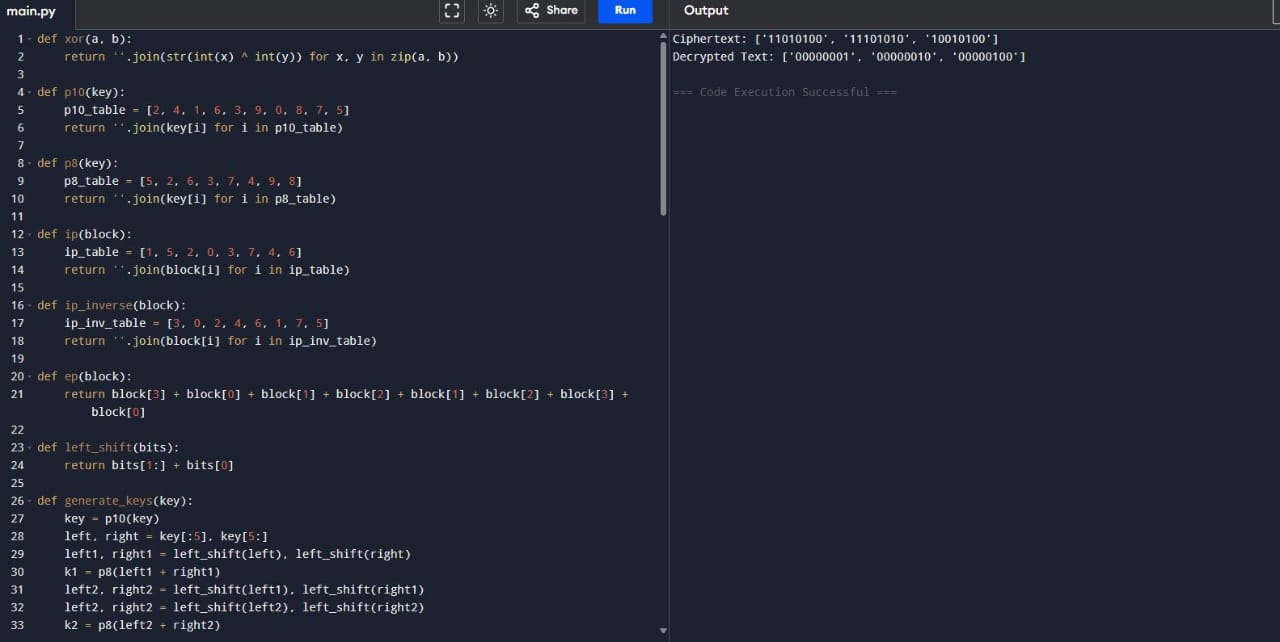 main.py
Share
Run
Output
1 def xor(a, b):
2 return ''.join(str(int(x) ^ int(y)) for x, y in zip(a, b))
3
4 def p10(key):
5 p10_table = [2, 4, 1, 6, 3, 9, 0, 8, 7, 5]
6 return ''.join(key[i] for i in p10_table)
7
8 def p8(key):
9 p8_table = [5, 2, 6, 3, 7, 4, 9, 8]
10 return ''.join(key[i] for i in p8_table)
11
12 def ip(block):
13 ip_table = [1, 5, 2, 0, 3, 7, 4, 6]
14 return ''.join(block[i] for i in ip_table)
15
16 def ip_inverse(block):
17 ip_inv_table = [3, 0, 2, 4, 6, 1, 7, 5]
18 return ''.join(block[i] for i in ip_inv_table)
19
20 def ep(block):
21 return block[3] + block[0] + block[1] + block[2] + block[1] + block[2] + block[3] +
block[0]
22
23 def left_shift(bits):
24 return bits[1:] + bits[0]
25
26 def generate_keys(key):
27 key = p10(key)
28 left, right = key[:5], key[5:]
29 left1, right1 = left_shift(left), left_shift(right)
30 k1 = p8(left1 + right1)
31 left2, right2 = left_shift(left1), left_shift(right1)
32 left2, right2 = left_shift(left2), left_shift(right2)
33 k2 = p8(left2 + right2)
Ciphertext: ['11010100', '11101010', '10010100']
Decrypted Text: ['00000001', '00000010', '00000100']
=== Code Execution Successful ===